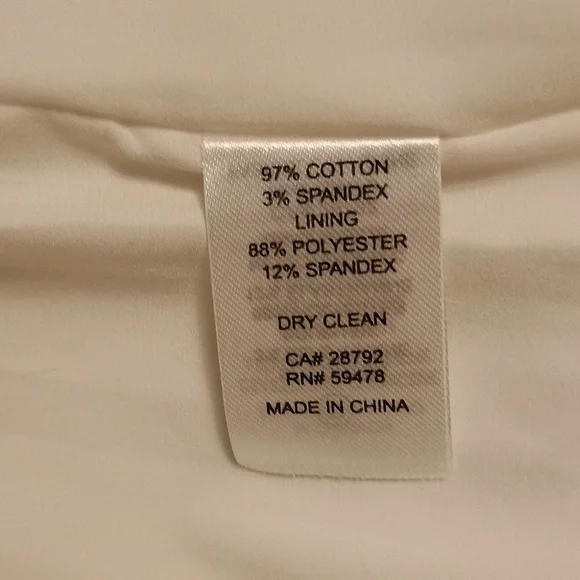 97% COTTON
3% SPANDEX
LINING
88% POLYESTER
12% SPANDEX
DRY CLEAN
CA# 28792
RN# 59478
MADE IN CHINA